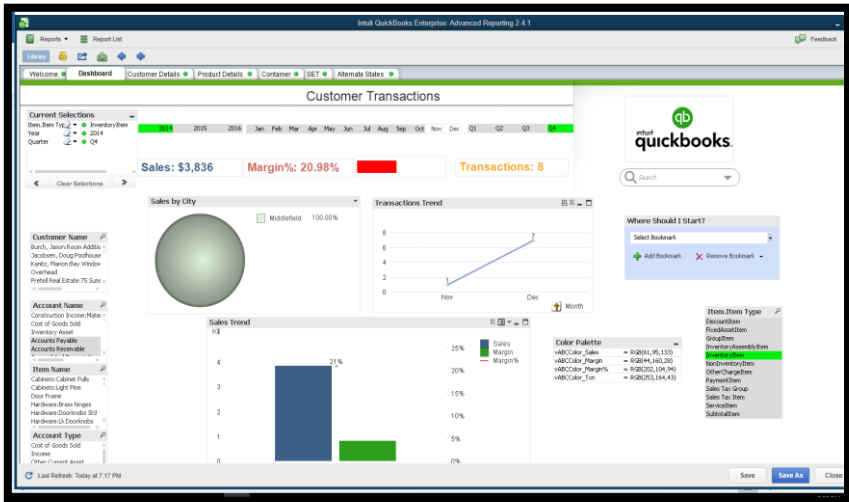 Intuit QuickBooks Enterprise: Advanced Reporting 2.4.1
Reports Report List Feedback
Library
Welcome Dashboard Customer Details Product Details Container SET Alternate States
Customer Transactions
Current Selections
Item.Item Typ InventoryItem
Year 2014
Quarter Q4
Clear Selections
2014 2015 2016 Jan Feb Mar Apr May Jun Jul Aug Sep Oct Nov Dec Q1 Q2 Q3 Q4
Sales: $3,836 Margin%: 20.98% Transactions: 8
intuit
qb
quickbooks.
Search
Sales by City
Middlefield 100.00%
Transactions Trend
8
6
4
2
0
1
7
Nov Dec
Month
Where Should I Start?
Select Bookmark
Add Bookmark Remove Bookmark
Customer Name
Burch, Jason:Room Additio
Jacobsen, Doug:Poolhouse
Kantz, Marion:Bay Window
Overhead
Pretell Real Estate:75 Suns
Account Name
Construction Income:Mate
Cost of Goods Sold
Inventory Asset
Accounts Payable
Accounts Receivable
Item Name
Cabinets:Cabinet Pulls
Cabinets:Light Pine
Door Frame
Hardware:Brass hinges
Hardware:Doorknobs Std
Hardware:Lk Doorknobs
Account Type
Cost of Goods Sold
Income
Other Current Asset
Sales Trend
K$
4
3
2
1
0
21%
25%
20%
15%
10%
5%
0%
Sales
Margin
Margin%
Color Palette
vABCColor_Sales = RGB(61,95,133)
vABCColor_Margin = RGB(44,160,28)
vABCColor_Margin% = RGB(202,104,94)
vABCColor_Txn = RGB(253,164,43)
Item.Item Type
DiscountItem
FixedAssetItem
GroupItem
InventoryAssemblyItem
InventoryItem
NonInventoryItem
OtherChargeItem
PaymentItem
Sales Tax Group
Sales Tax Item
ServiceItem
SubtotalItem
Last Refresh: Today at 7:17 PM
Save Save As Close